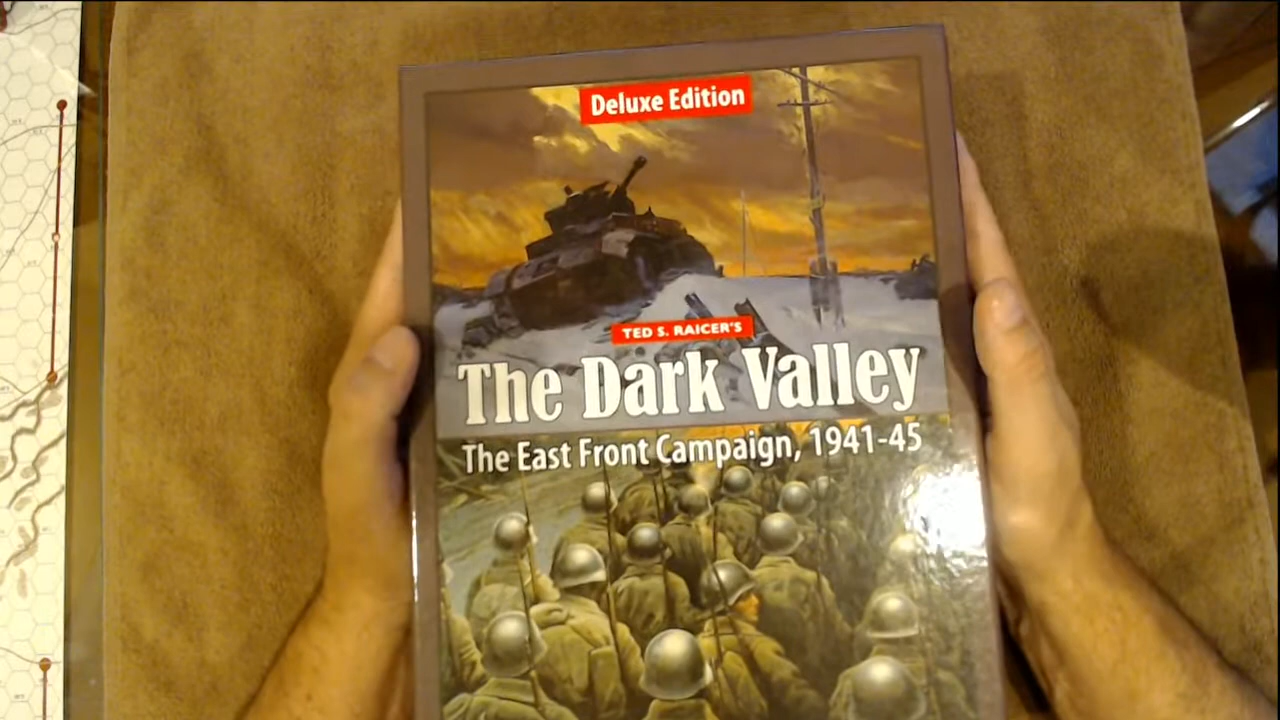 Deluxe Edition
TED S. RAICER'S
The Dark Valley
The East Front Campaign, 1941-45